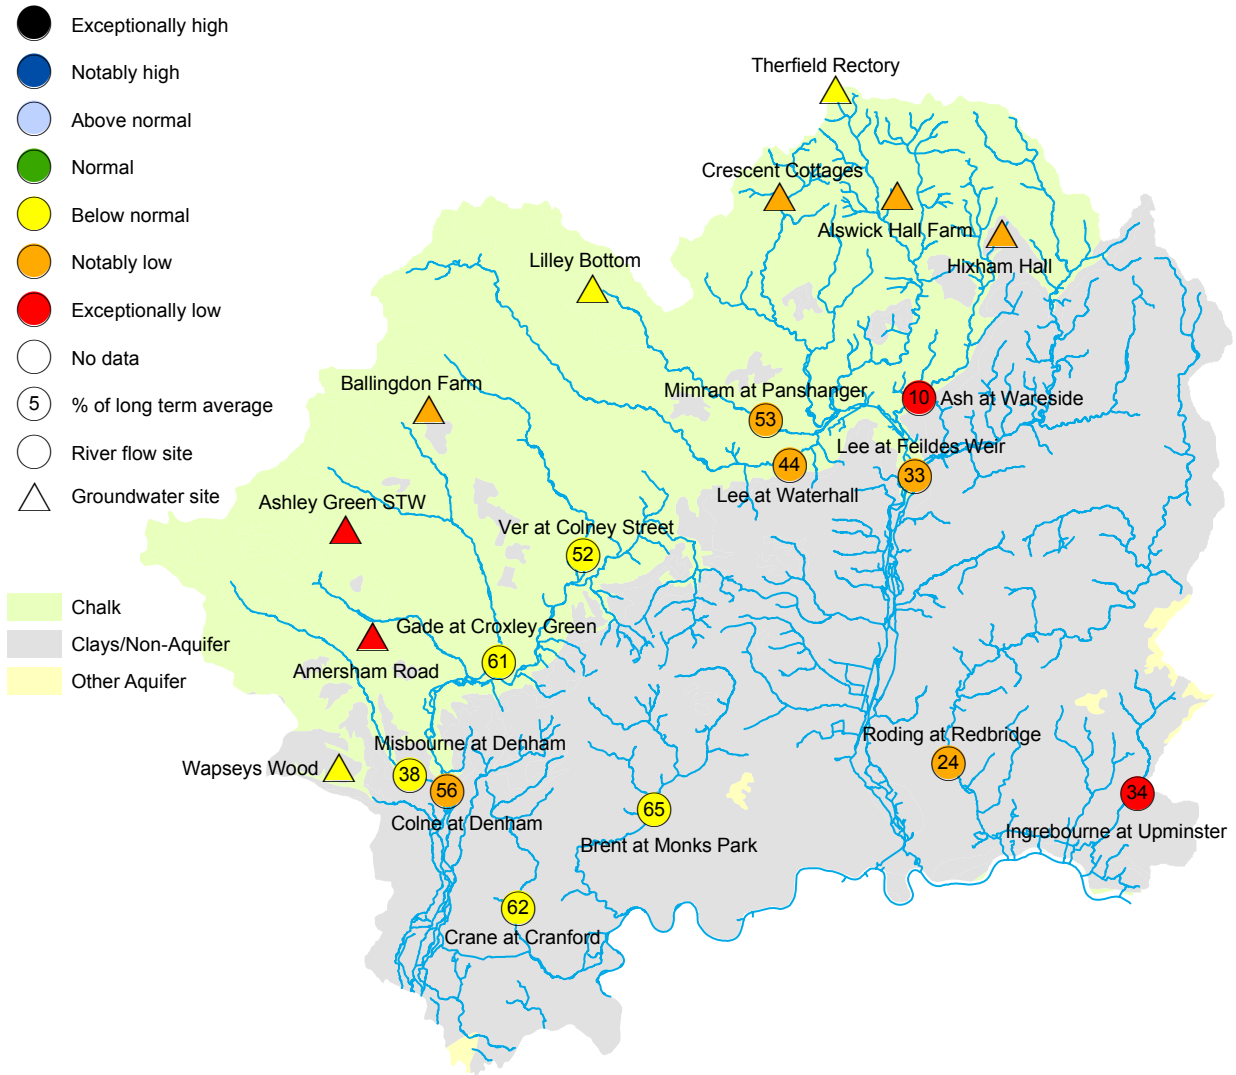 Exceptionally high
Notably high
Above normal
Normal
Below normal
Notably low
Exceptionally low
No data
5 % of long term average
River flow site
Groundwater site
Chalk
Clays/Non-Aquifer
Other Aquifer
Therfield Rectory
Crescent Cottages
Alswick Hall Farm
Hixham Hall
Lilley Bottom
Ballingdon Farm
Mimram at Panshanger
53
10 Ash at Wareside
Lee at Feildes Weir
33
44
Lee at Waterhall
Ashley Green STW
Ver at Colney Street
52
Gade at Croxley Green
61
Amersham Road
Misbourne at Denham
Wapseys Wood
38
56
Colne at Denham
65
Brent at Monks Park
Roding at Redbridge
24
34
Ingrebourne at Upminster
62
Crane at Cranford